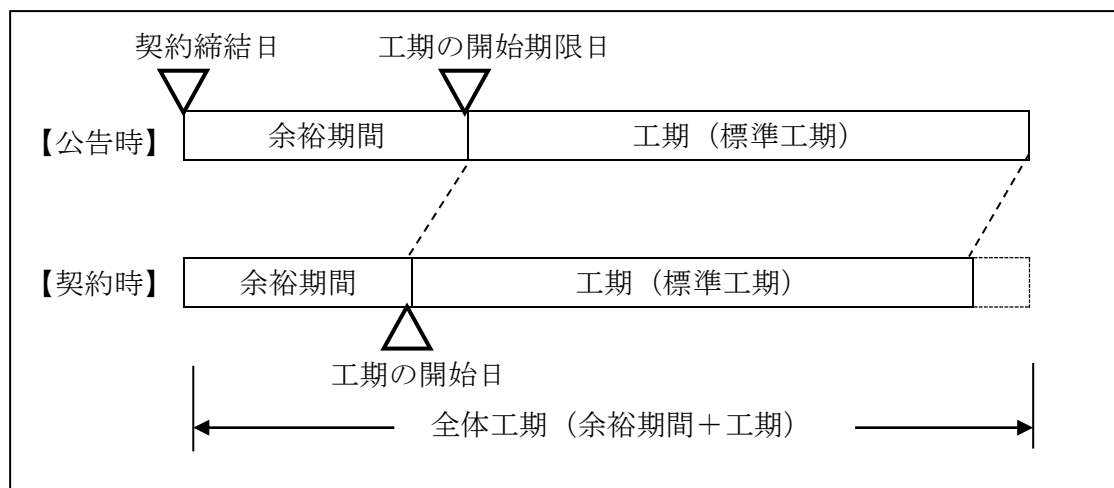 契約締結日 工期の開始期限日
【公告時】 余裕期間 工期（標準工期）
【契約時】 余裕期間 工期（標準工期）
工期の開始日
全体工期（余裕期間＋工期）